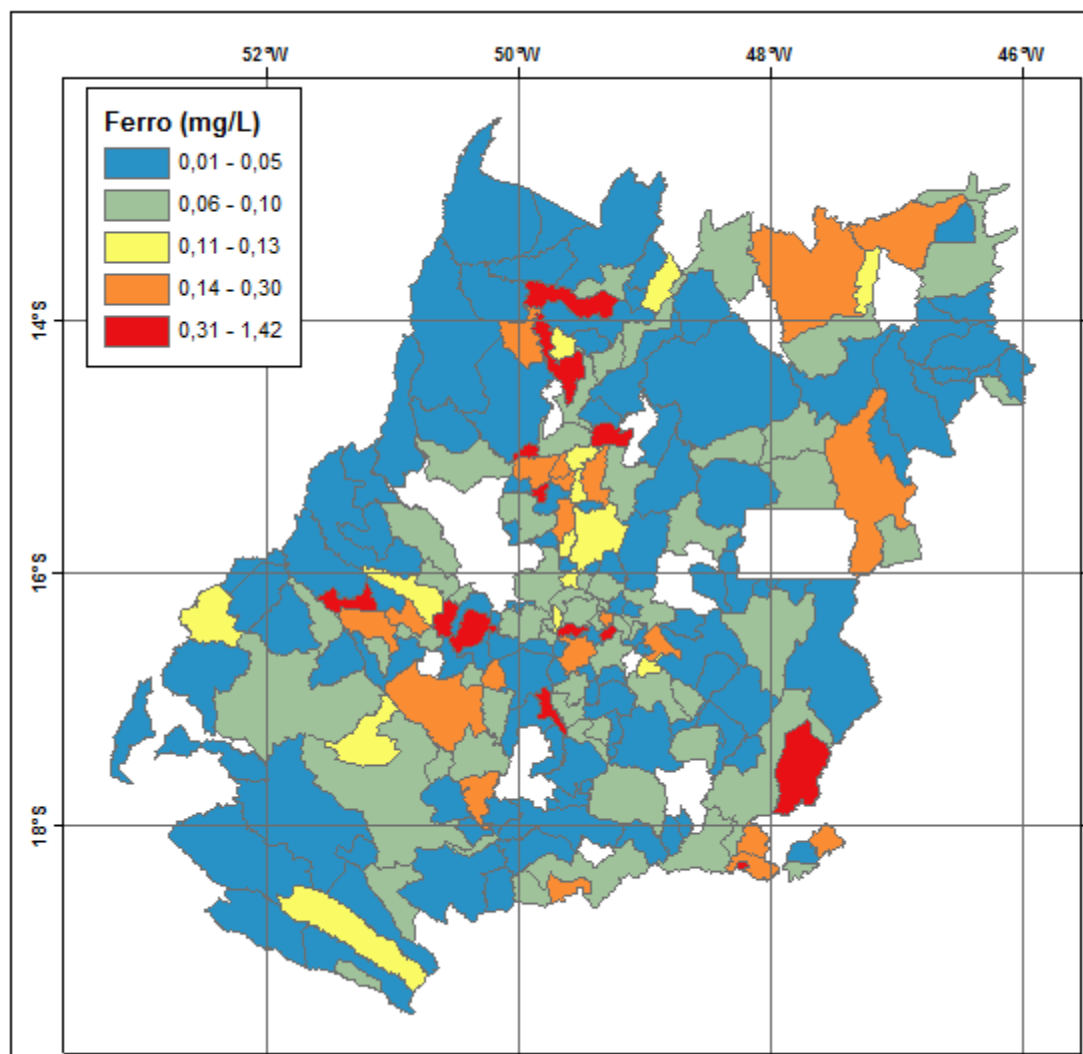 52°W 50°W 48°W 46°W
Ferro (mg/L)
0,01 - 0,05
0,06 - 0,10
0,11 - 0,13
0,14 - 0,30
0,31 - 1,42
14°S
16°S
18°S